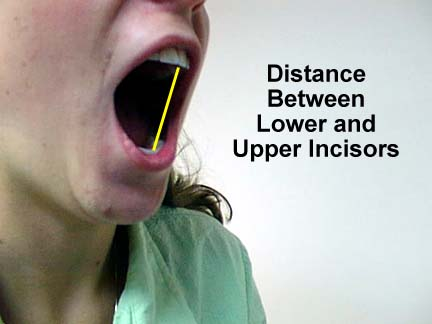 Distance
Between
Lower and
Upper Incisors